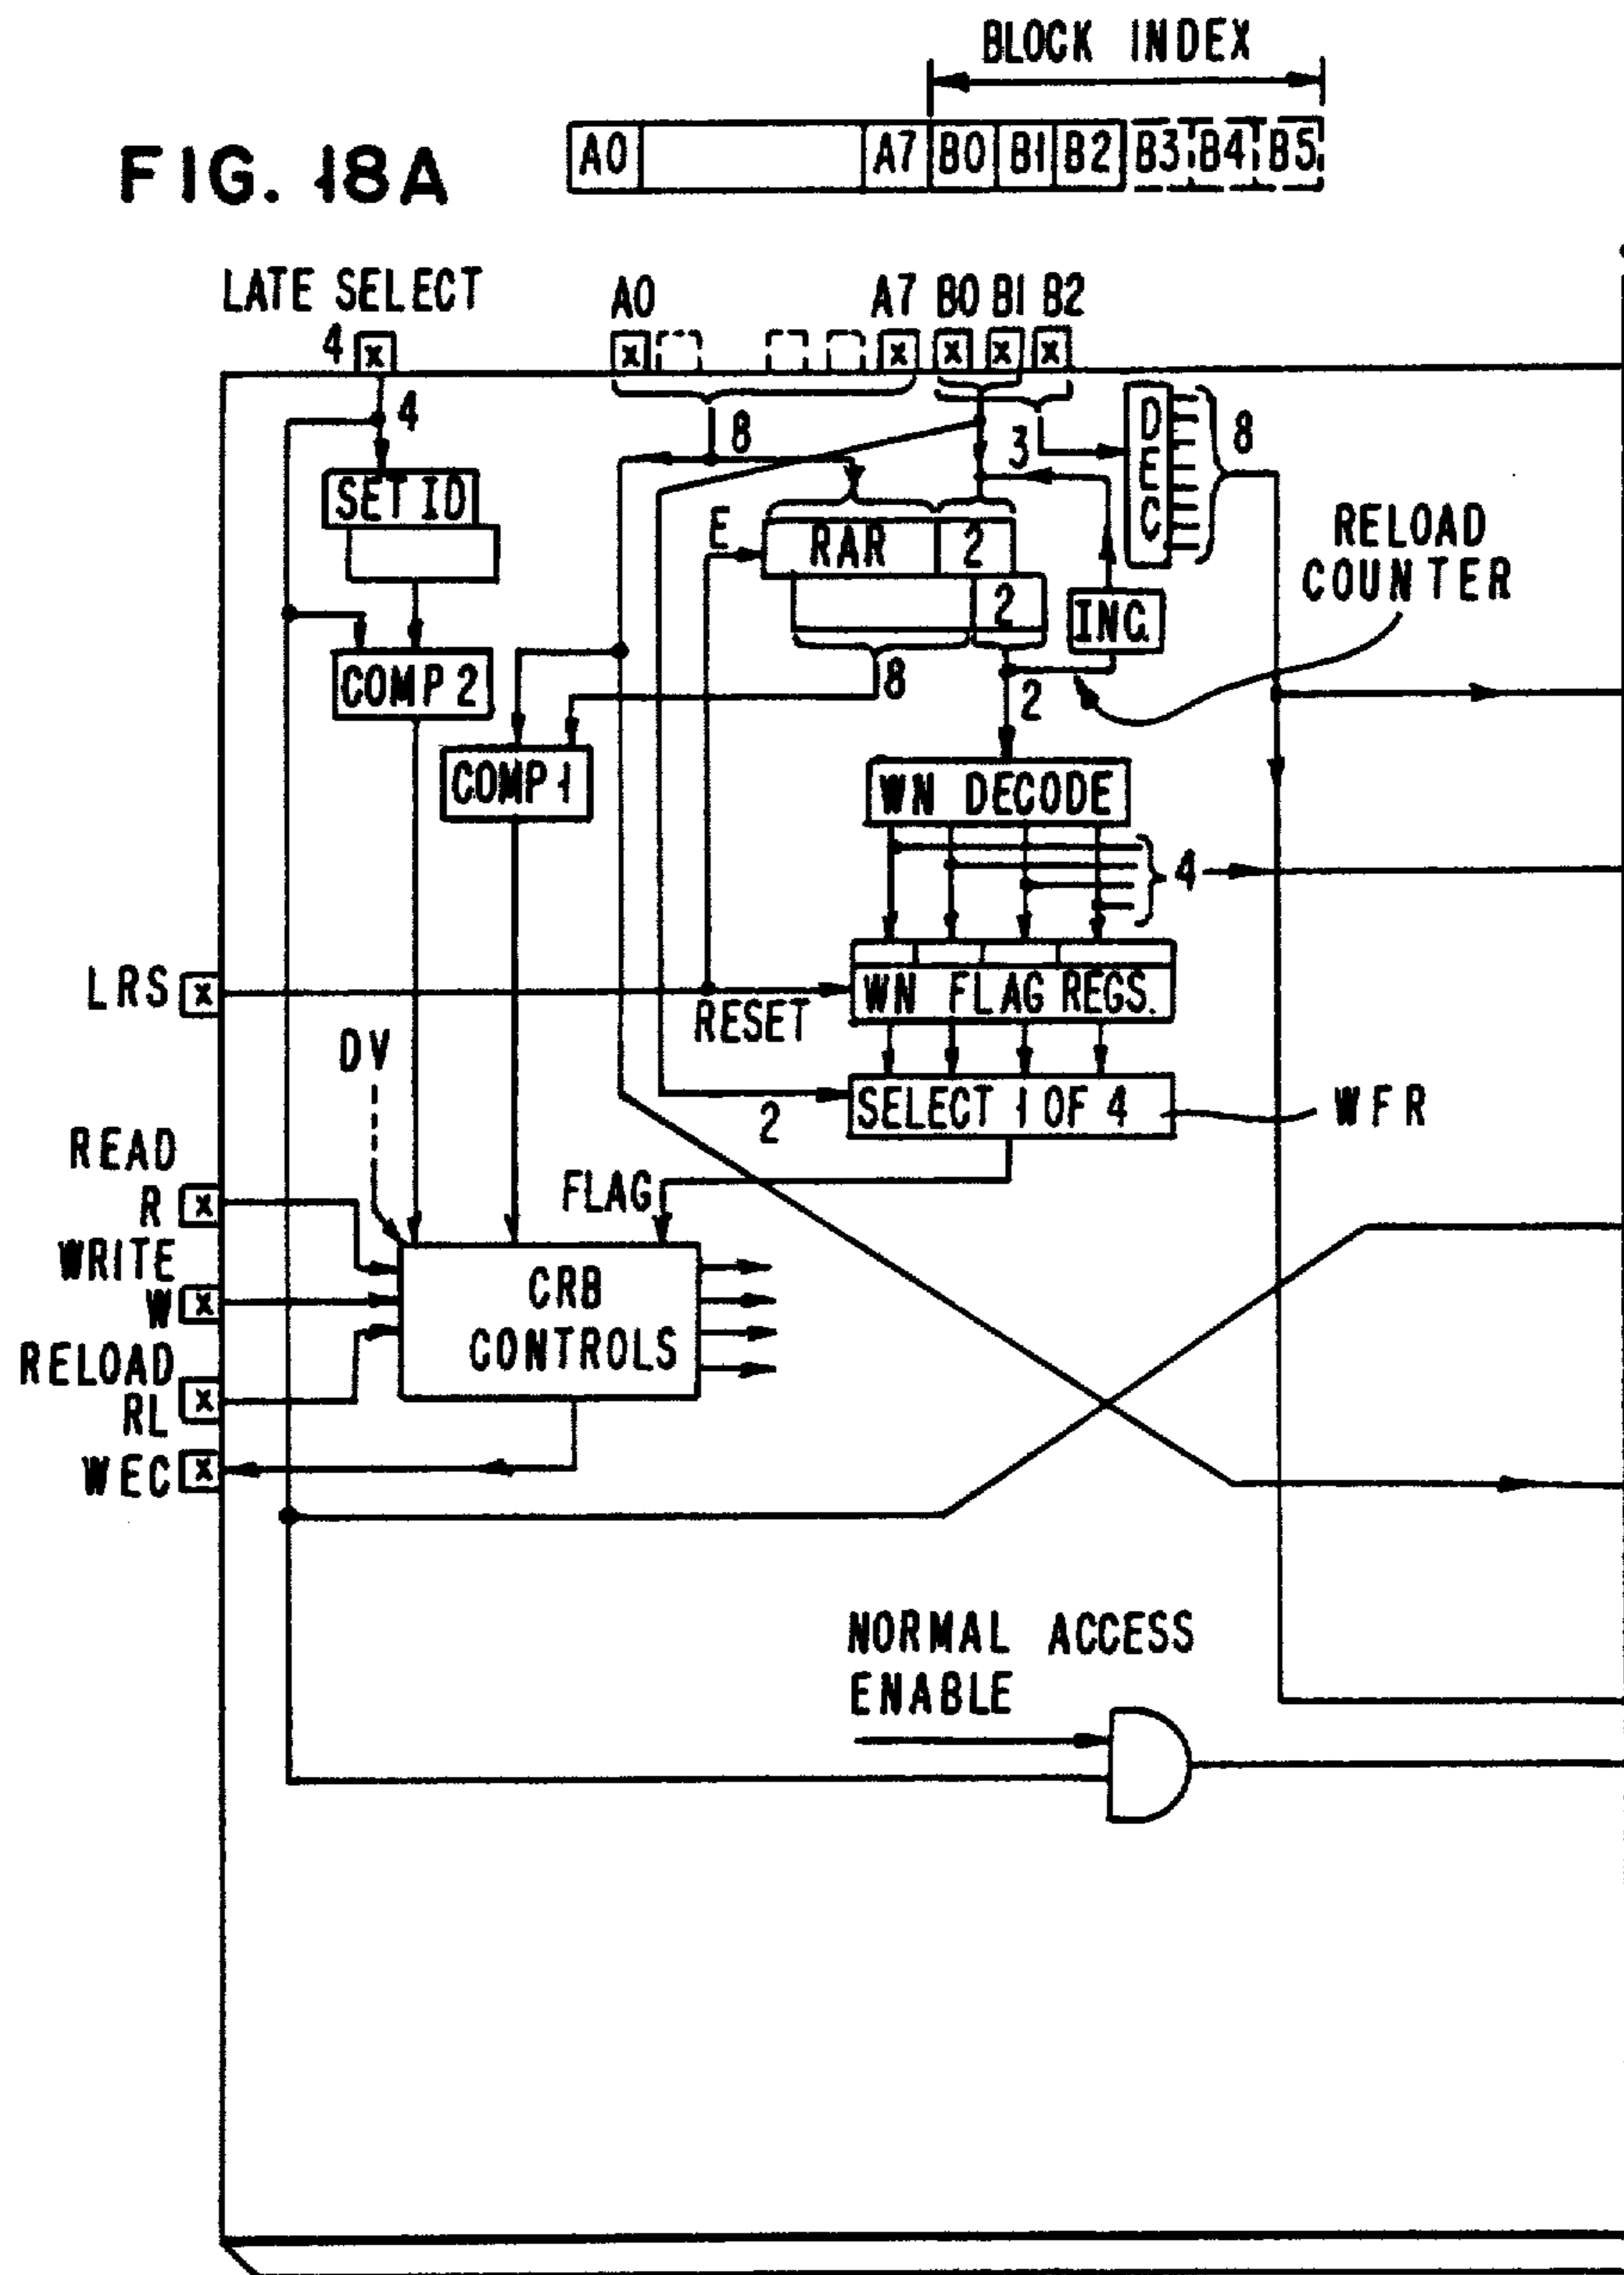 BLOCK INDEX
FIG. 18A
A0 A7 B0 B1 B2 B3 B4 B5
LATE SELECT
A0 A7 B0 B1 B2
4 x x x x x x
4
8
3
DEC
8
SET ID
E
RAR 2
2
RELOAD
COUNTER
INC.
COMP 2
8
2
COMP 1
WN DECODE
4
LRS x
RESET
WN FLAG REGS.
DV
2
SELECT 1 OF 4
WFR
READ
R x
FLAG
WRITE
W x
CRB
CONTROLS
RELOAD
RL x
WEC x
NORMAL ACCESS
ENABLE